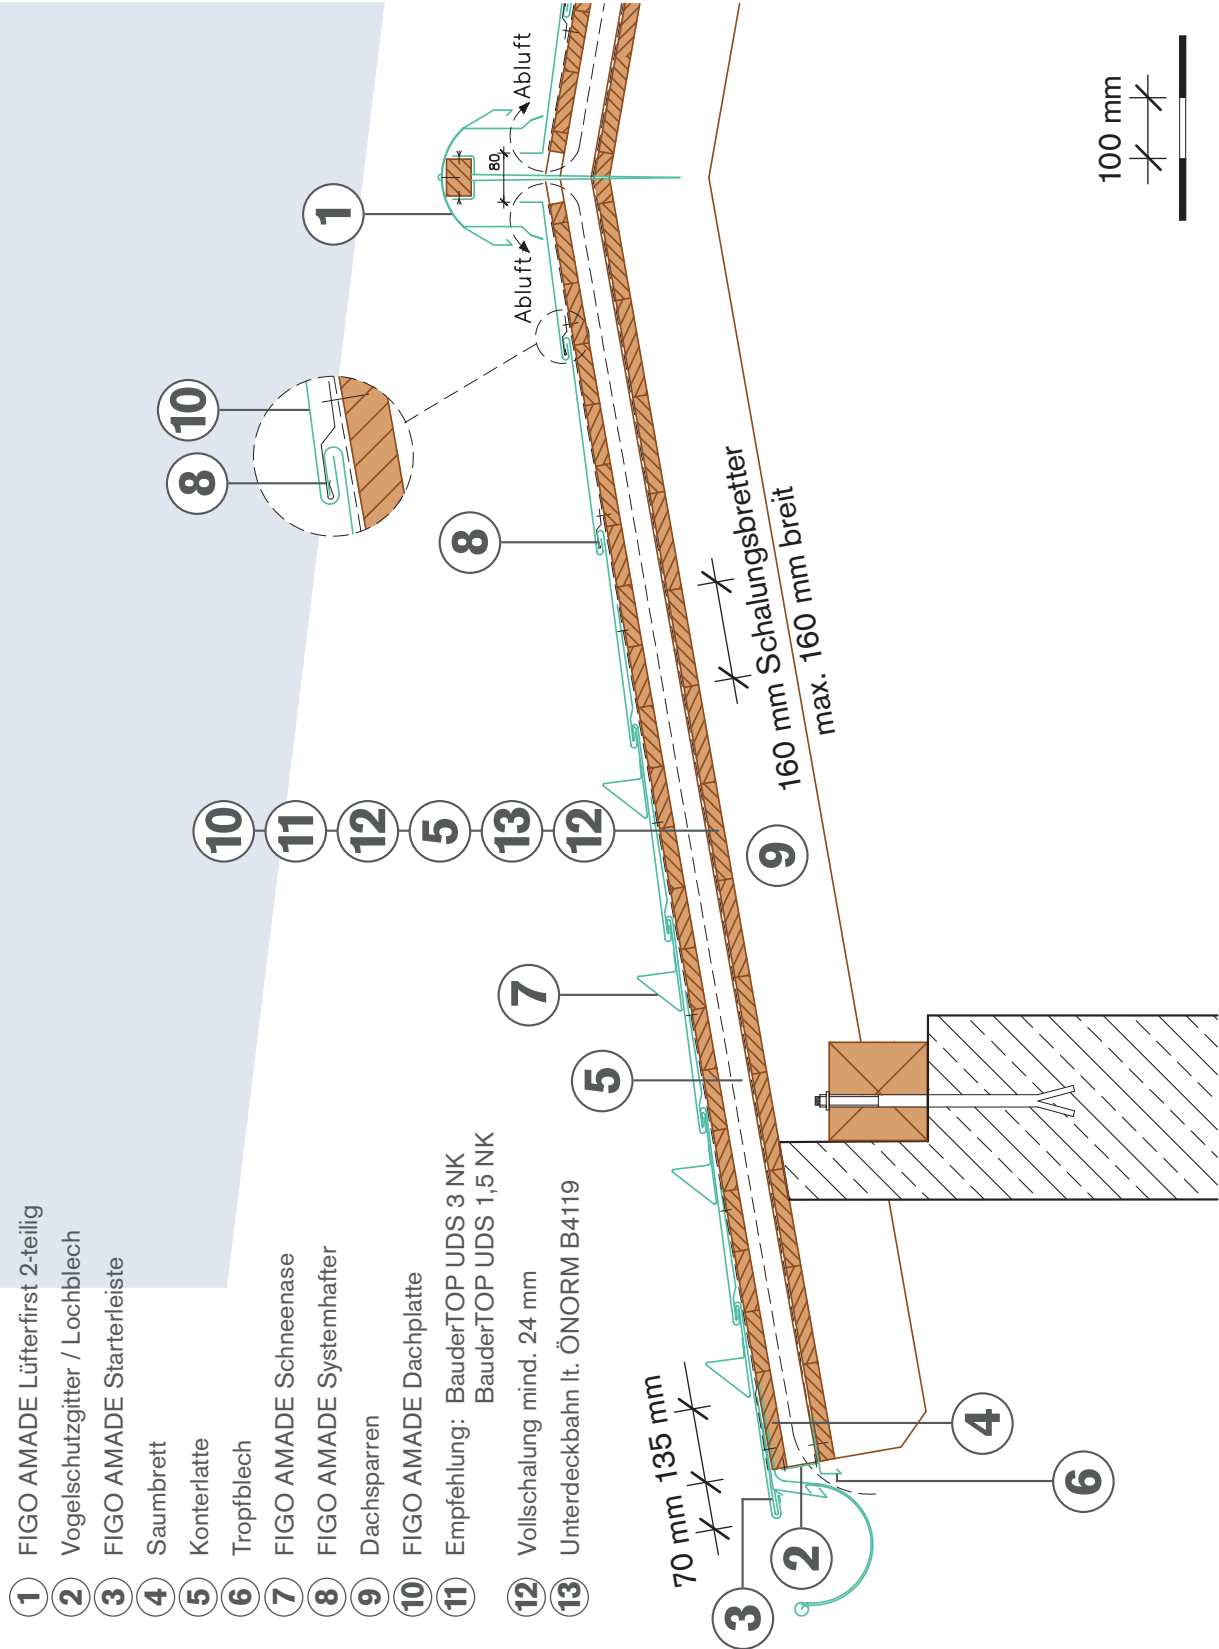 1 FIGO AMADE Lüfterfirst 2-teilig
2 Vogelschutzgitter / Lochblech
3 FIGO AMADE Starterleiste
4 Saumbrett
5 Konterlatte
6 Tropfblech
7 FIGO AMADE Schneenase
8 FIGO AMADE Systemhafter
9 Dachsparren
10 FIGO AMADE Dachplatte
11 Empfehlung: BauderTOP UDS 3 NK
BauderTOP UDS 1,5 NK
12 Vollschalung mind. 24 mm
13 Unterdeckbahn lt. ÖNORM B4119
3
2
70 mm 135 mm
4
6
5
7
10
11
12
5
13
12
9
160 mm Schalungsbretter
max. 160 mm breit
8
8
10
1
Abluft
80
Abluft
100 mm